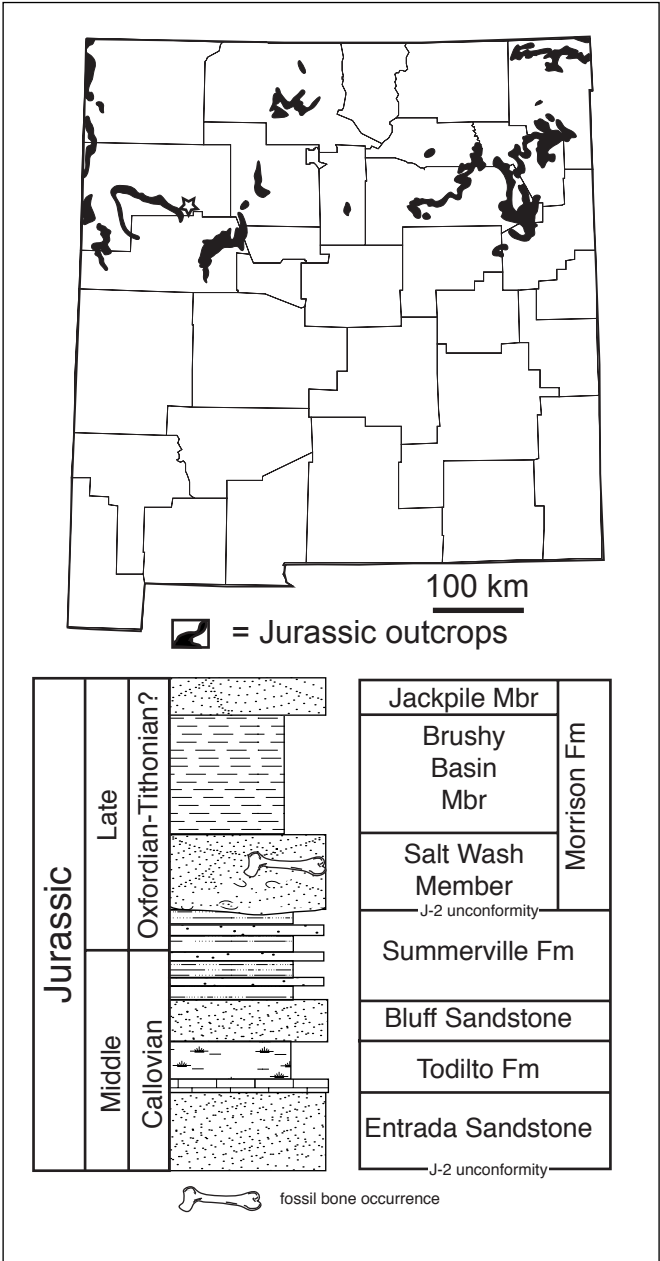 100 km
= Jurassic outcrops
Jurassic
Late
Middle
Oxfordian-Tithonian?
Callovian
Jackpile Mbr
Brushy
Basin
Mbr
Salt Wash
Member
Morrison Fm
J-2 unconformity
Summerville Fm
Bluff Sandstone
Todilto Fm
Entrada Sandstone
J-2 unconformity
fossil bone occurrence